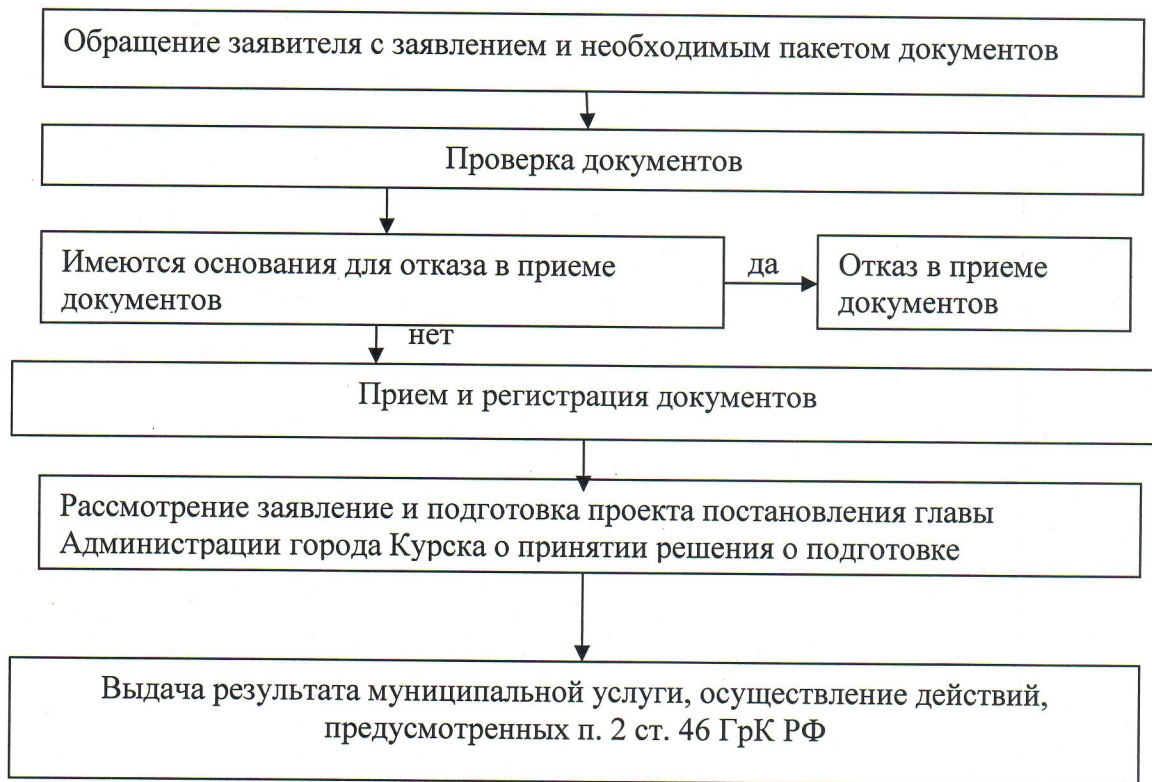 Обращение заявителя с заявлением и необходимым пакетом документов
Проверка документов
Имеются основания для отказа в приеме
документов
да
Отказ в приеме
документов
нет
Прием и регистрация документов
Рассмотрение заявление и подготовка проекта постановления главы
Администрации города Курска о принятии решения о подготовке
Выдача результата муниципальной услуги, осуществление действий,
предусмотренных п. 2 ст. 46 ГрК РФ